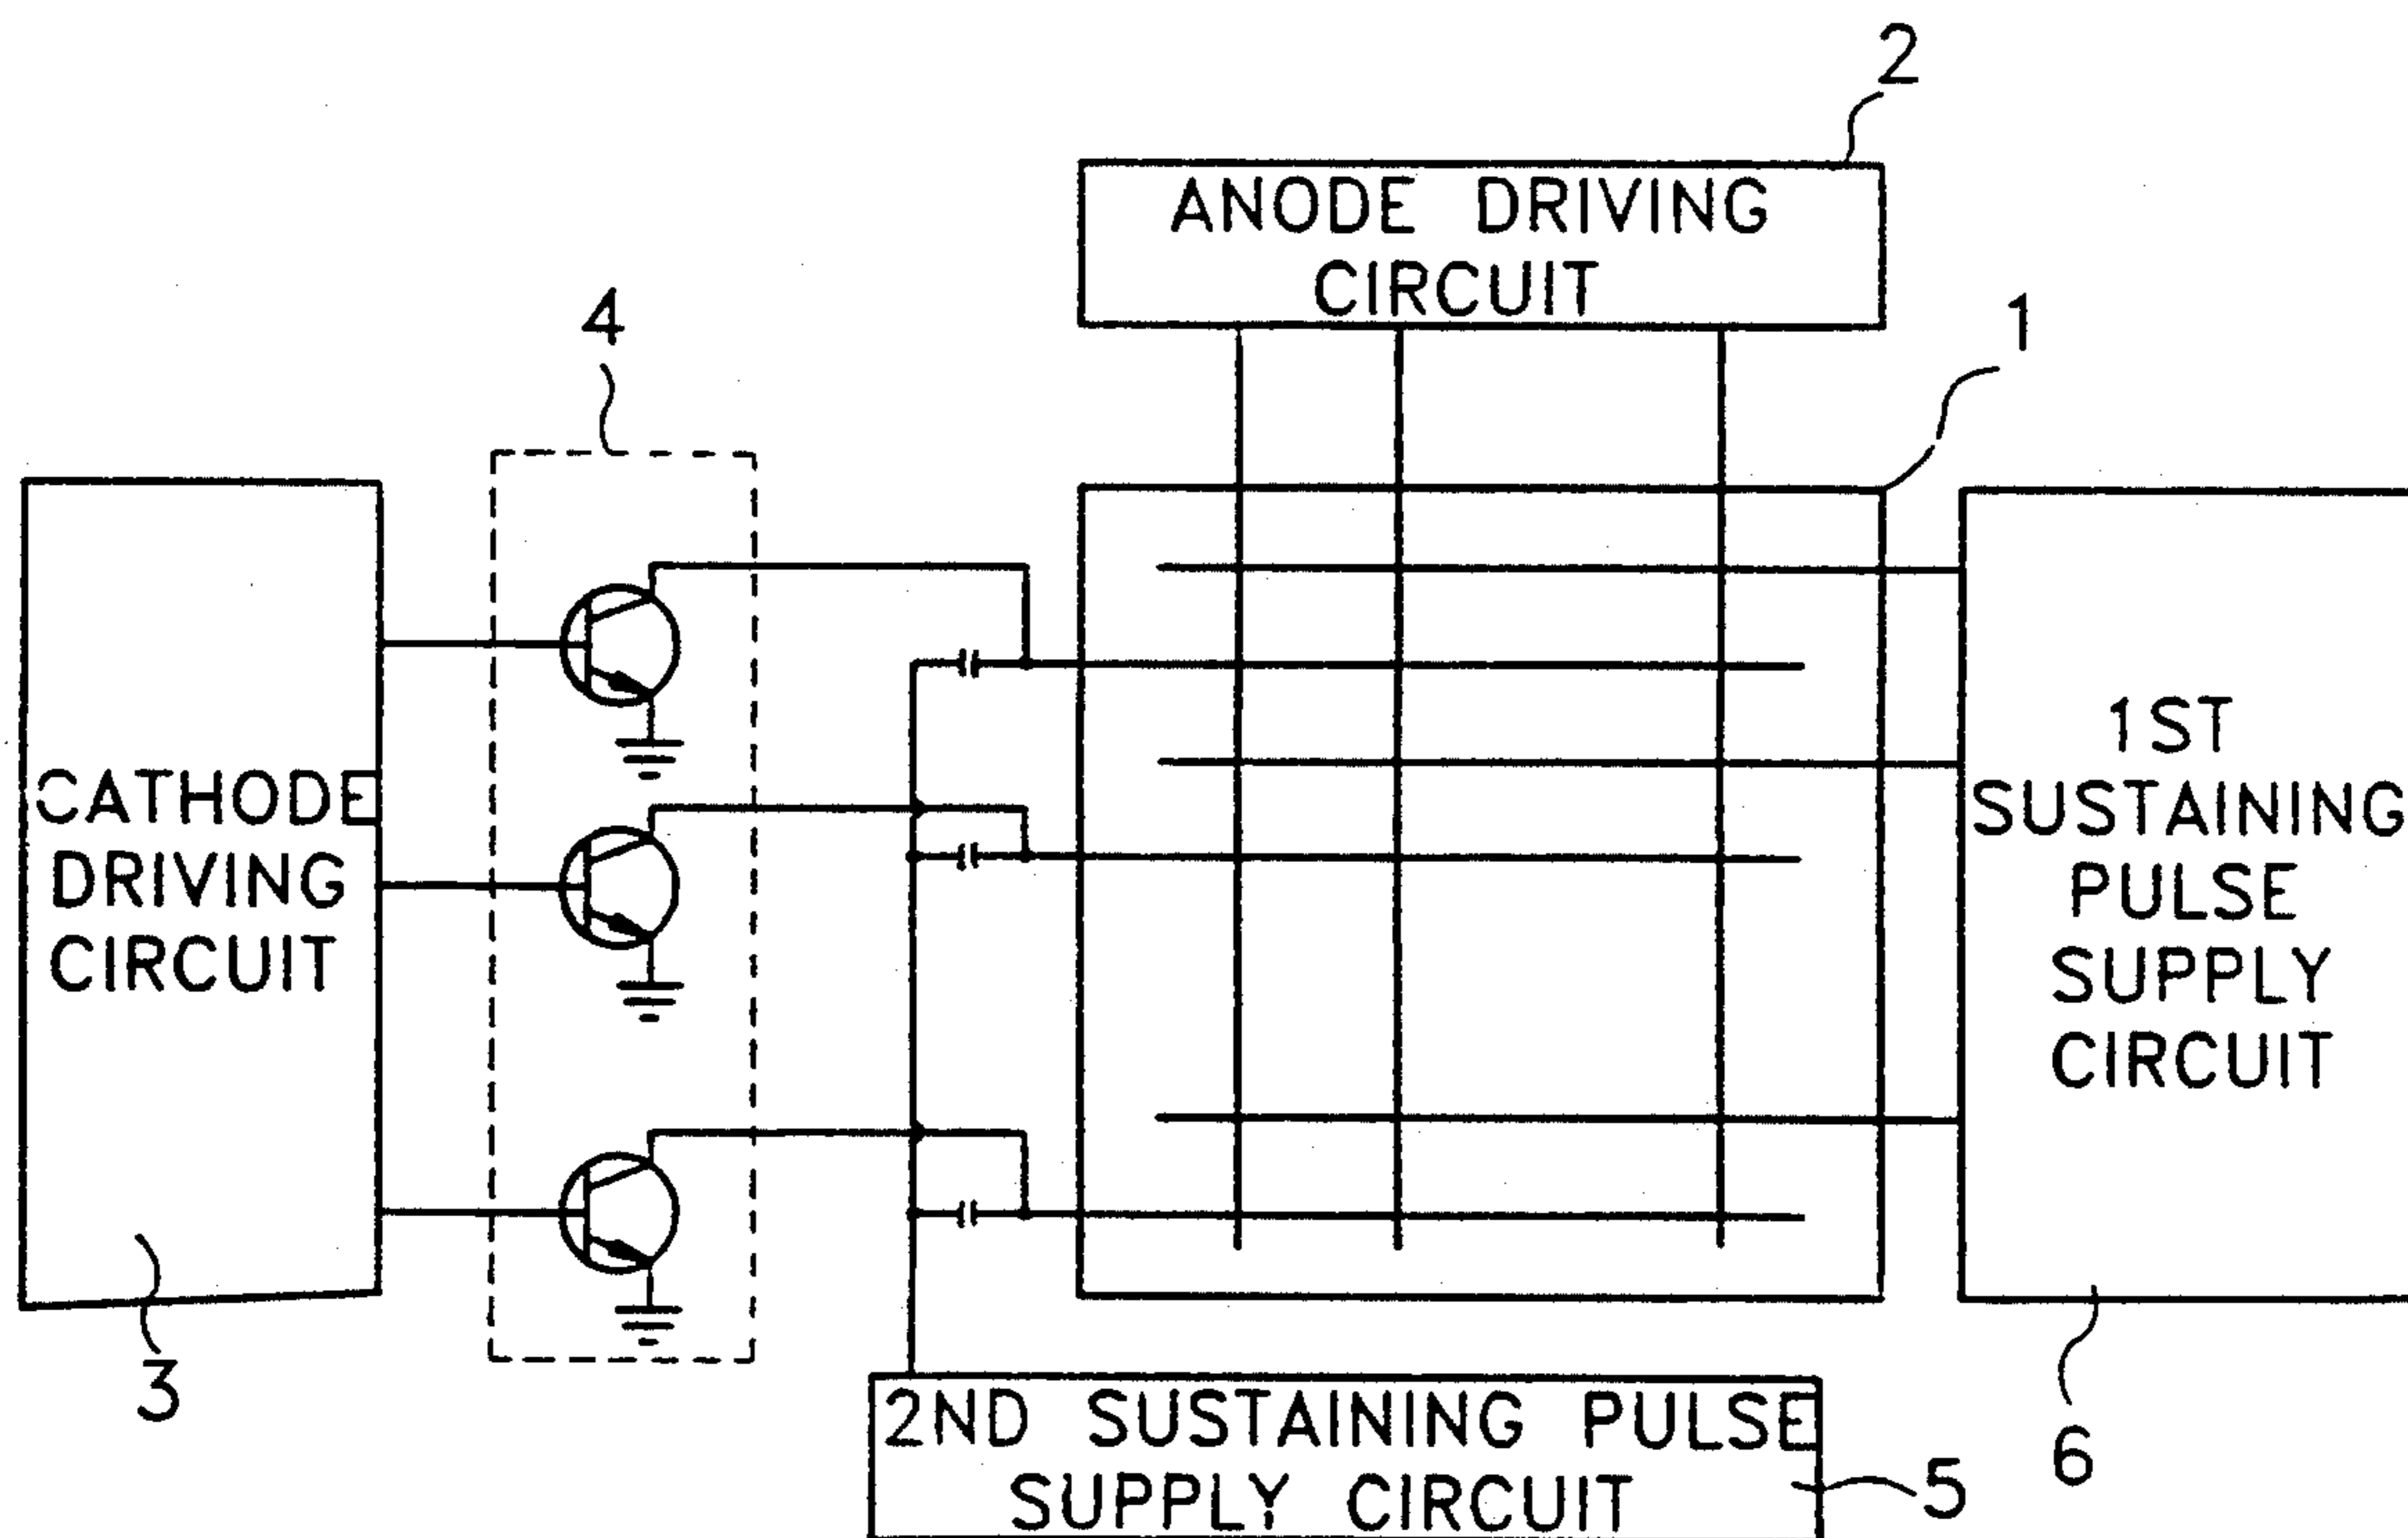 2
ANODE DRIVING
CIRCUIT
1
4
CATHODE
DRIVING
CIRCUIT
1ST
SUSTAINING
PULSE
SUPPLY
CIRCUIT
3
2ND SUSTAINING PULSE
SUPPLY CIRCUIT
5
6